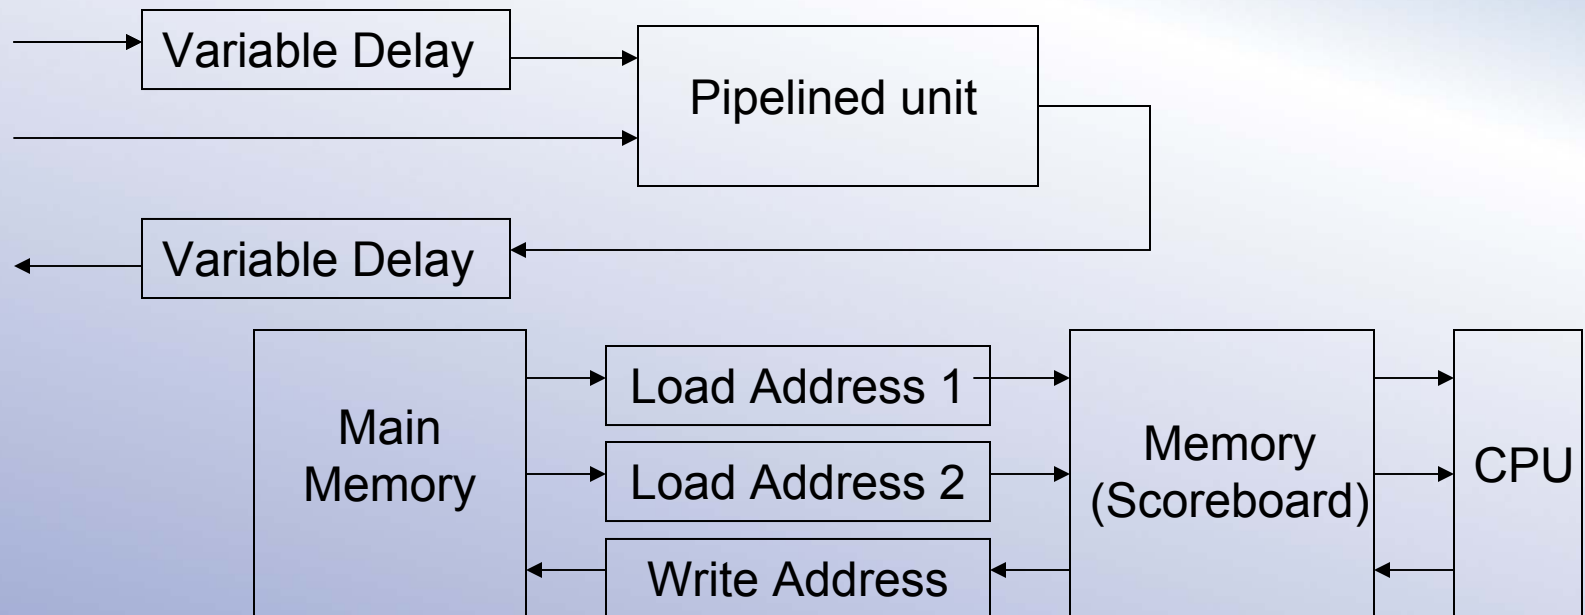 Variable Delay
Pipelined unit
Variable Delay
Main
Memory
Load Address 1
Load Address 2
Write Address
Memory
(Scoreboard)
CPU